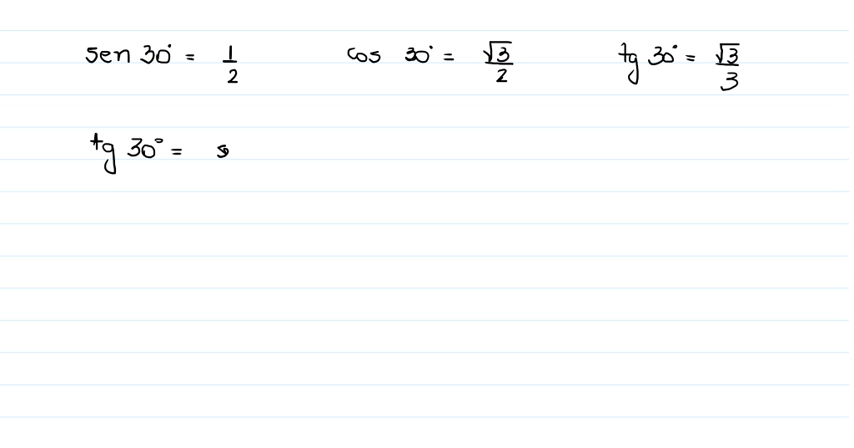 sen 30° = 1/2 cos 30° = √3/2 tg 30° = √3/3
tg 30° = s